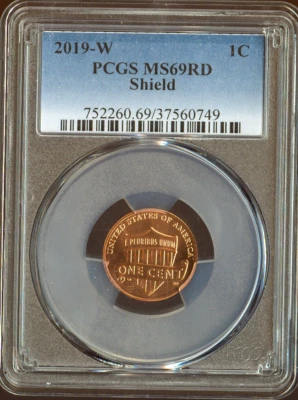 2019-W 1C
PCGS MS69RD
Shield
752260.69/37560749
UNITED STATES OF AMERICA
E PLURIBUS UNUM
ONE CENT